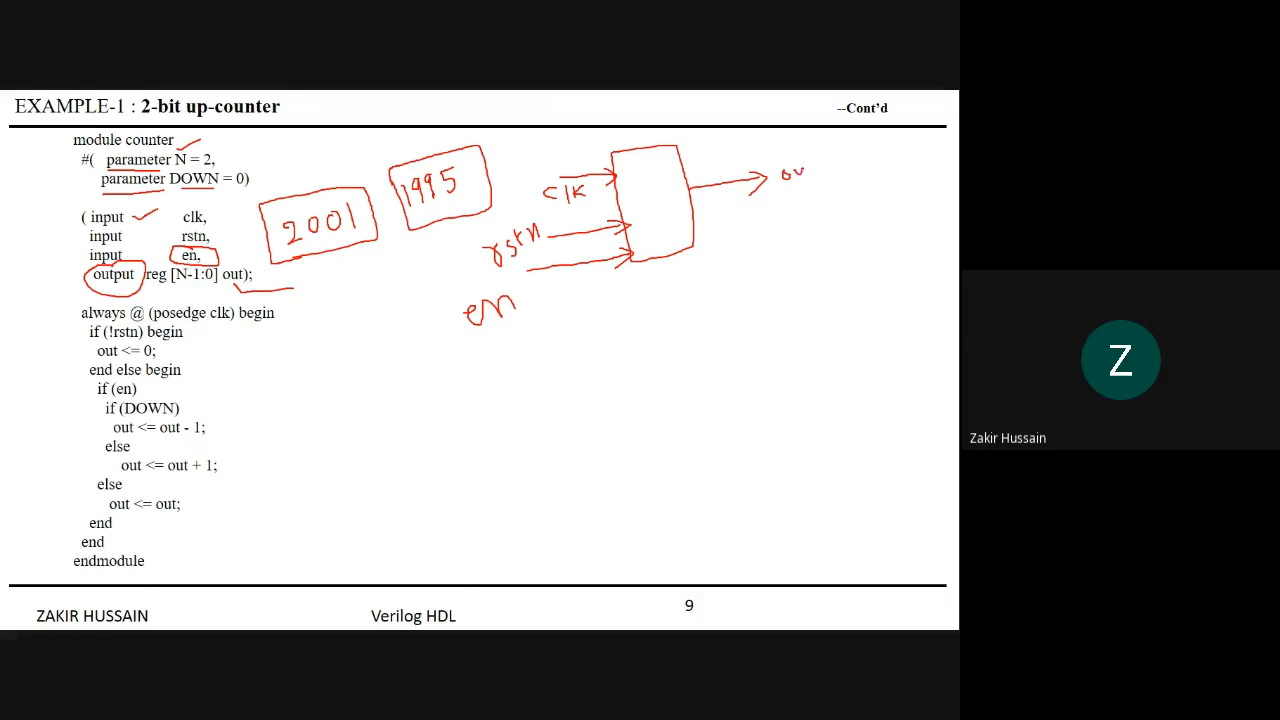 EXAMPLE-1 : 2-bit up-counter
--Cont'd
module counter
#( parameter N = 2,
parameter DOWN = 0)
( input clk,
input rstn,
input en,
output reg [N-1:0] out);
always @ (posedge clk) begin
if (!rstn) begin
out <= 0;
end else begin
if (en)
if (DOWN)
out <= out - 1;
else
out <= out + 1;
else
out <= out;
end
end
endmodule
2001
1995
clk
rstn
en
ou
ZAKIR HUSSAIN
Verilog HDL
9
Z
Zakir Hussain